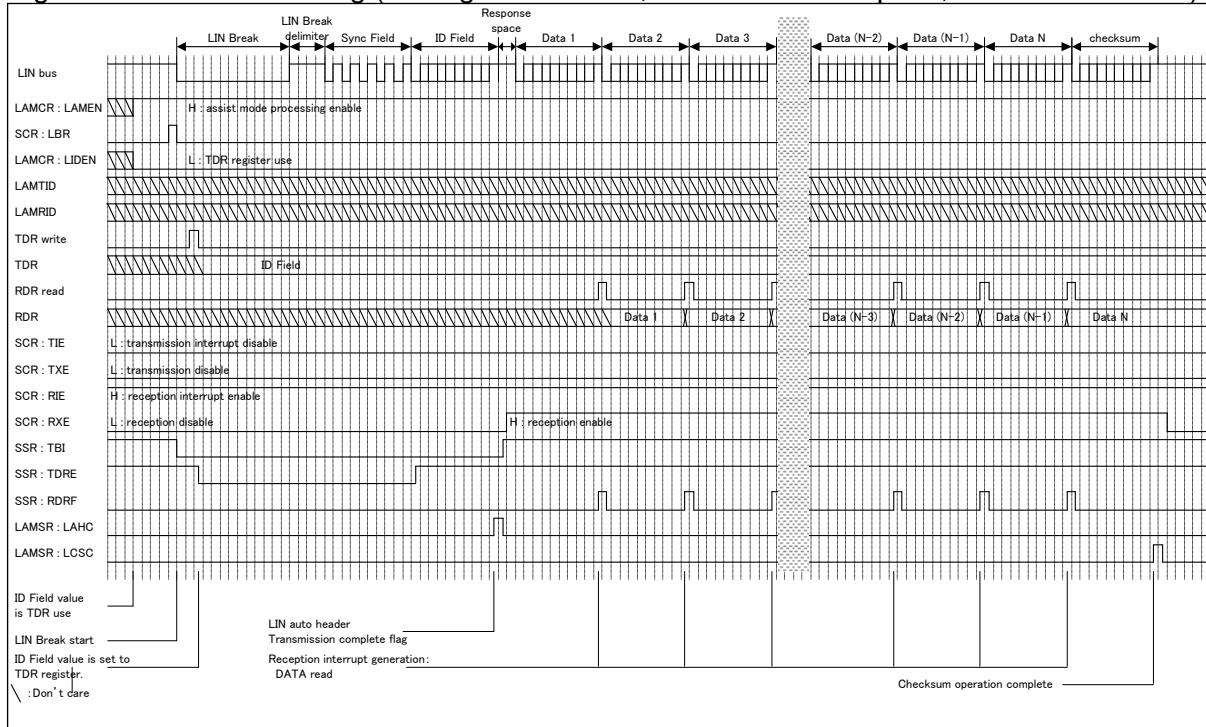 Response
LIN Break
space
delimiter
LIN Break
Sync Field
ID Field
Data 1
Data 2
Data 3
Data (N-2)
Data (N-1)
Data N
checksum
LIN bus
LAMCR : LAMEN
H : assist mode processing enable
SCR : LBR
LAMCR : LIDEN
L : TDR register use
LAMTID
LAMRID
TDR write
TDR
ID Field
RDR read
RDR
Data 1
Data 2
Data (N-3)
Data (N-2)
Data (N-1)
Data N
SCR : TIE
L : transmission interrupt disable
SCR : TXE
L : transmission disable
SCR : RIE
H : reception interrupt enable
SCR : RXE
L : reception disable
H : reception enable
SSR : TBI
SSR : TDRE
SSR : RDRF
LAMSR : LAHC
LAMSR : LCSC
ID Field value
is TDR use
LIN Break start
ID Field value is set to
TDR register.
LIN auto header
Transmission complete flag
Reception interrupt generation:
DATA read
Checksum operation complete
\ :Don't care